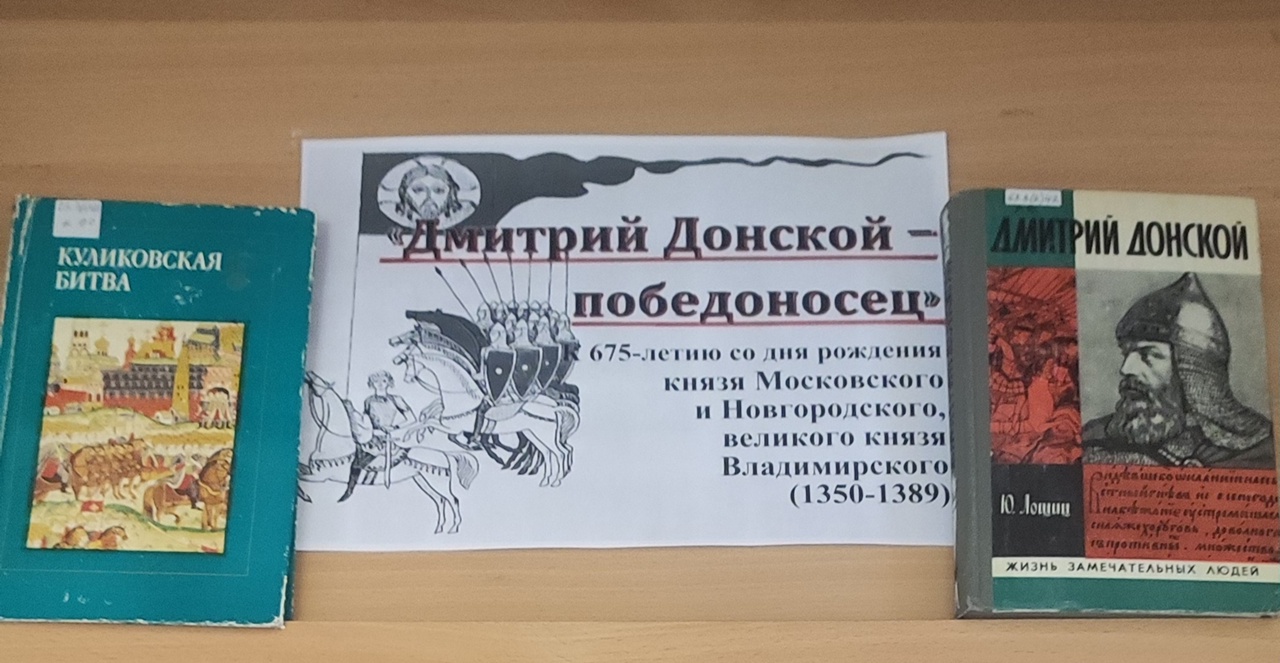 КУЛИКОВСКАЯ
БИТВА
«Дмитрий Донской –
победоносец»
К 675-летию со дня рождения
князя Московского
и Новгородского,
великого князя
Владимирского
(1350-1389)
ДМИТРИЙ ДОНСКОЙ
Ю. Лощиц
ЖИЗНЬ ЗАМЕЧАТЕЛЬНЫХ ЛЮДЕЙ